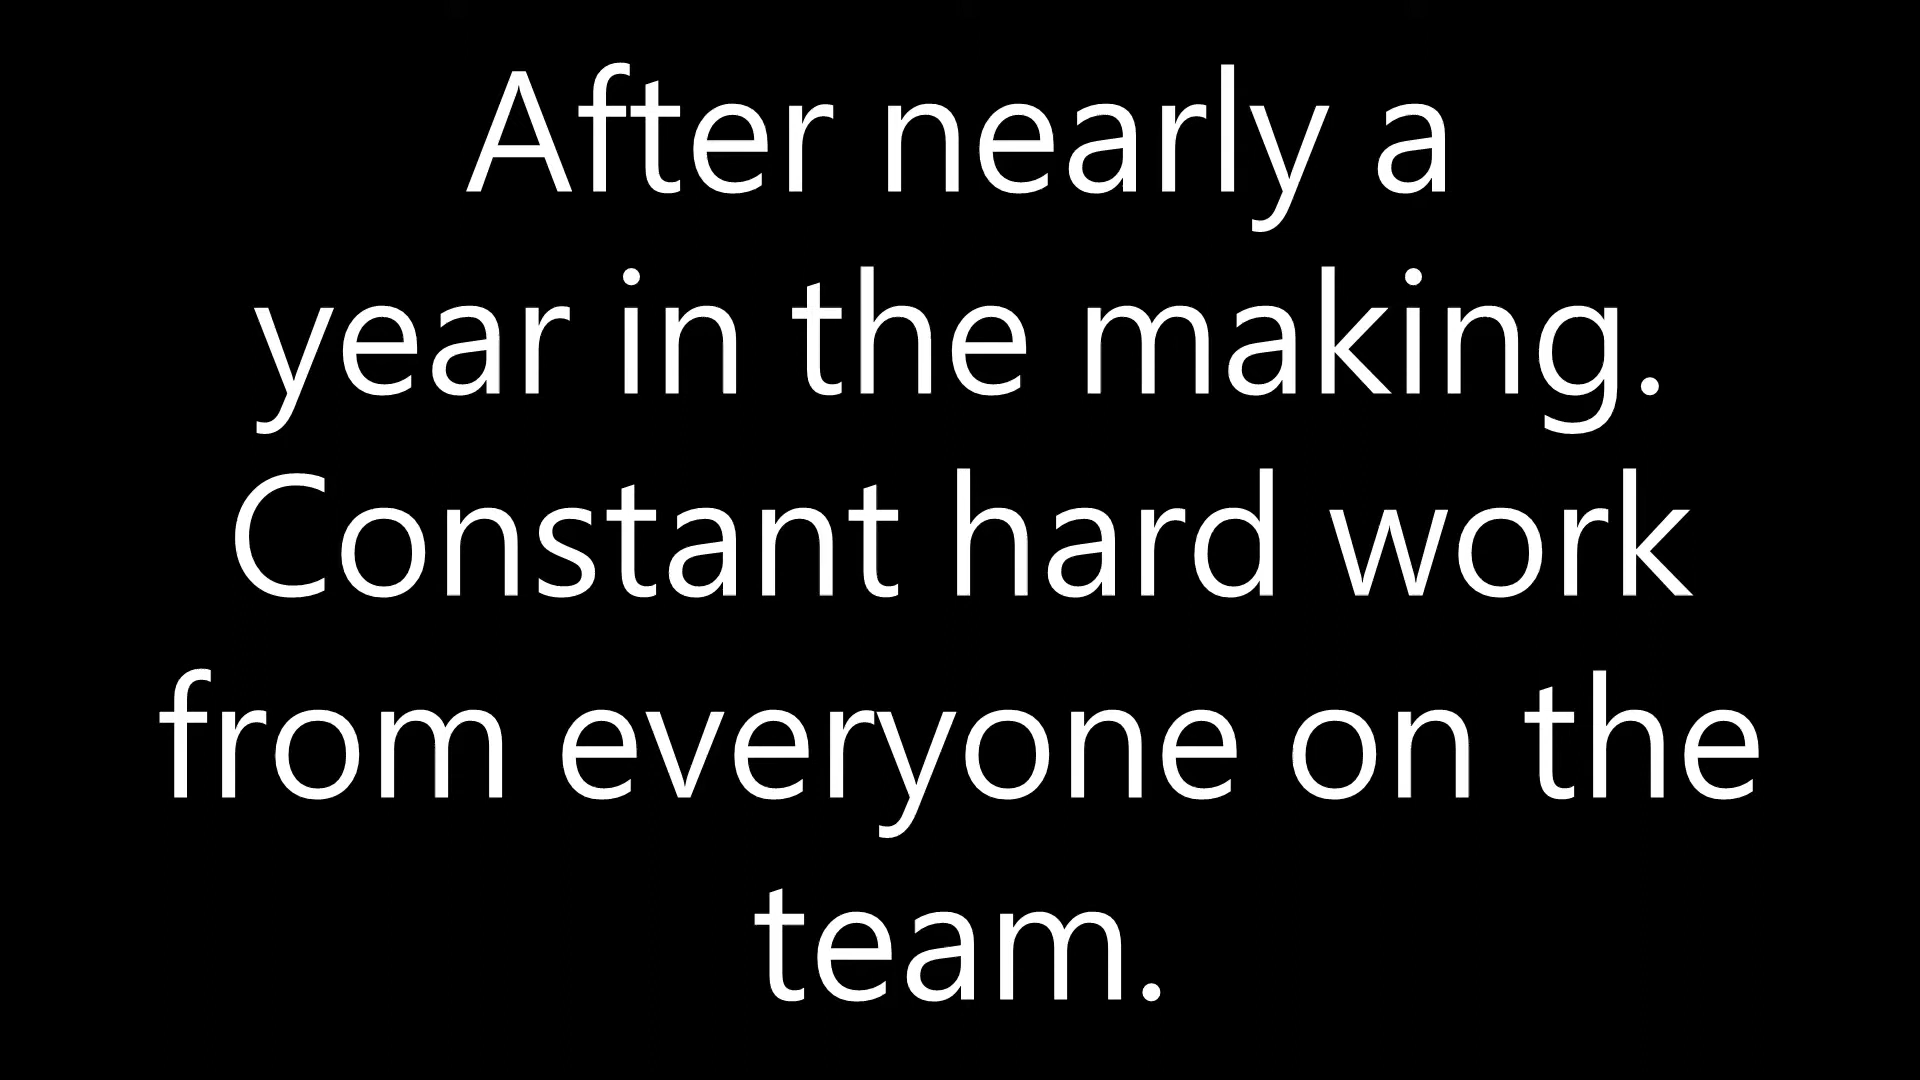 After nearly a
year in the making.
Constant hard work
from everyone on the
team.